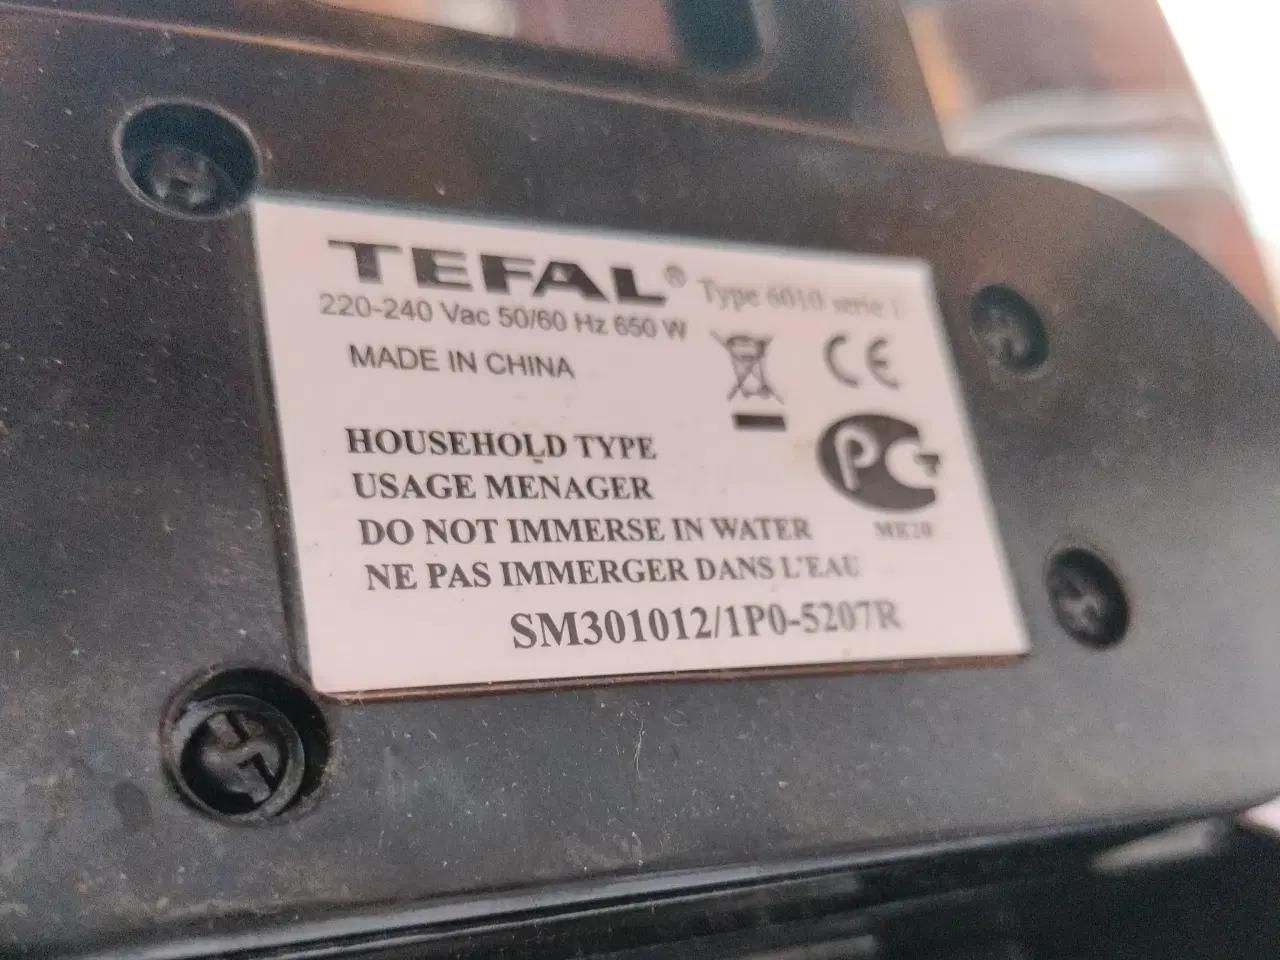 TEFAL® Type 6010 serie 1
220-240 Vac 50/60 Hz 650 W
MADE IN CHINA
CE
HOUSEHOLD TYPE
USAGE MENAGER
DO NOT IMMERSE IN WATER
ME20
NE PAS IMMERGER DANS L'EAU
SM301012/1P0-5207R